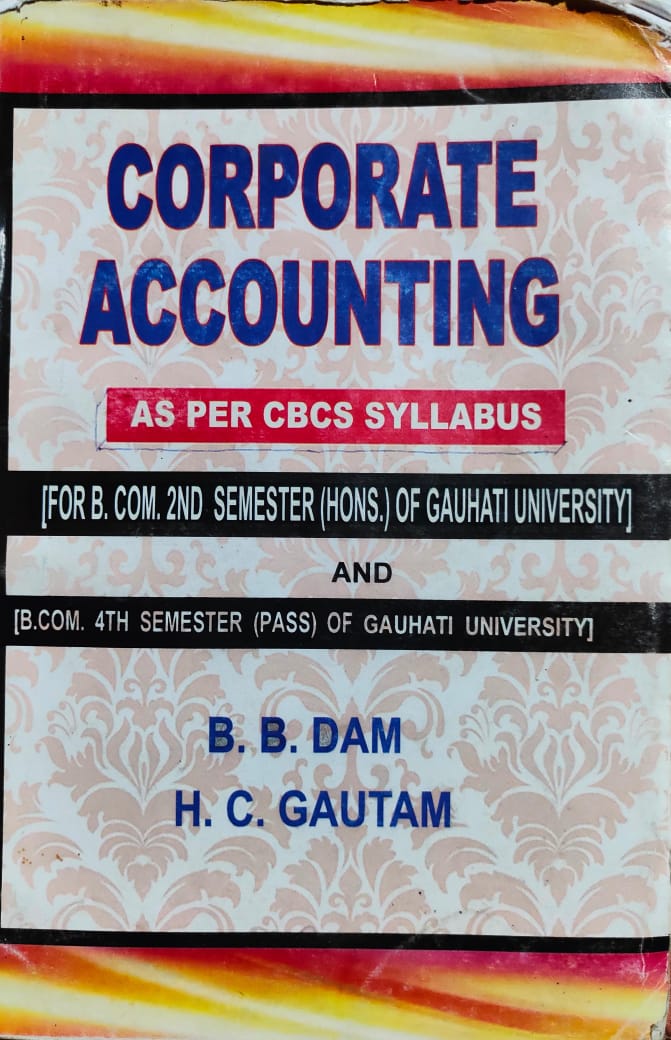 CORPORATE
ACCOUNTING
AS PER CBCS SYLLABUS
[FOR B. COM. 2ND SEMESTER (HONS.) OF GAUHATI UNIVERSITY]
AND
[B.COM. 4TH SEMESTER (PASS) OF GAUHATI UNIVERSITY]
B. B. DAM
H. C. GAUTAM